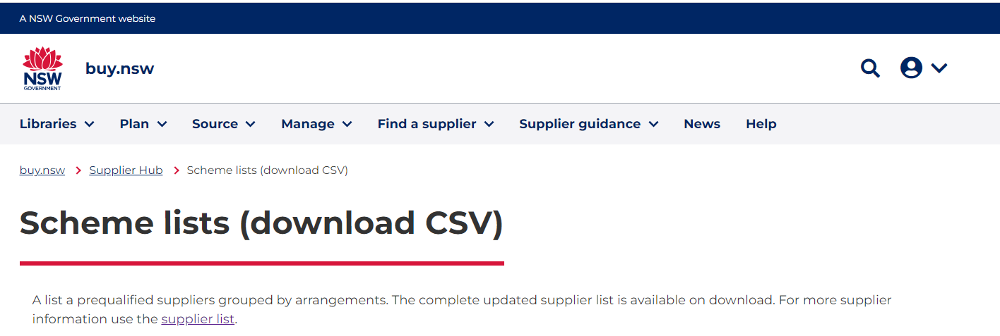 A NSW Government website
NSW
GOVERNMENT
buy.nsw
Libraries Plan Source Manage Find a supplier Supplier guidance News Help
buy.nsw Supplier Hub Scheme lists (download CSV)
Scheme lists (download CSV)
A list a prequalified suppliers grouped by arrangements. The complete updated supplier list is available on download. For more supplier
information use the supplier list.